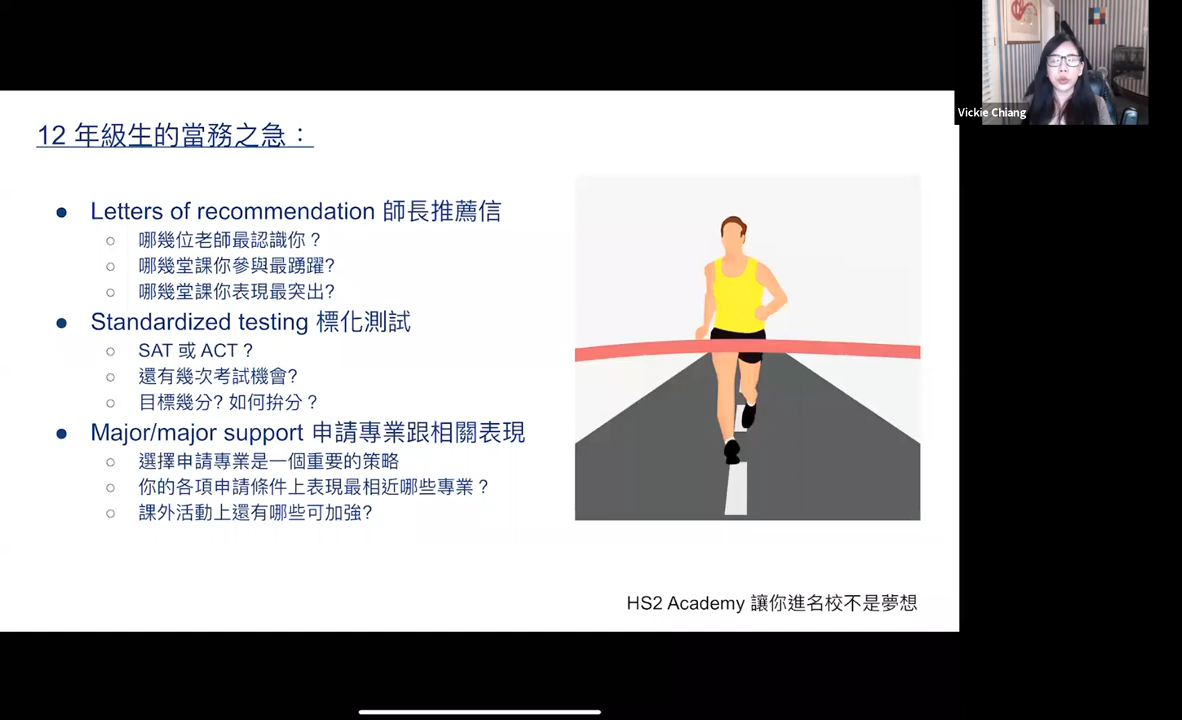 Vickie Chiang
12 年級生的當務之急：
● Letters of recommendation 師長推薦信
○ 哪幾位老師最認識你？
○ 哪幾堂課你參與最踴躍?
○ 哪幾堂課你表現最突出?
● Standardized testing 標化測試
○ SAT 或 ACT？
○ 還有幾次考試機會?
○ 目標幾分? 如何拚分？
● Major/major support 申請專業跟相關表現
○ 選擇申請專業是一個重要的策略
○ 你的各項申請條件上表現最相近哪些專業？
○ 課外活動上還有哪些可加強?
HS2 Academy 讓你進名校不是夢想